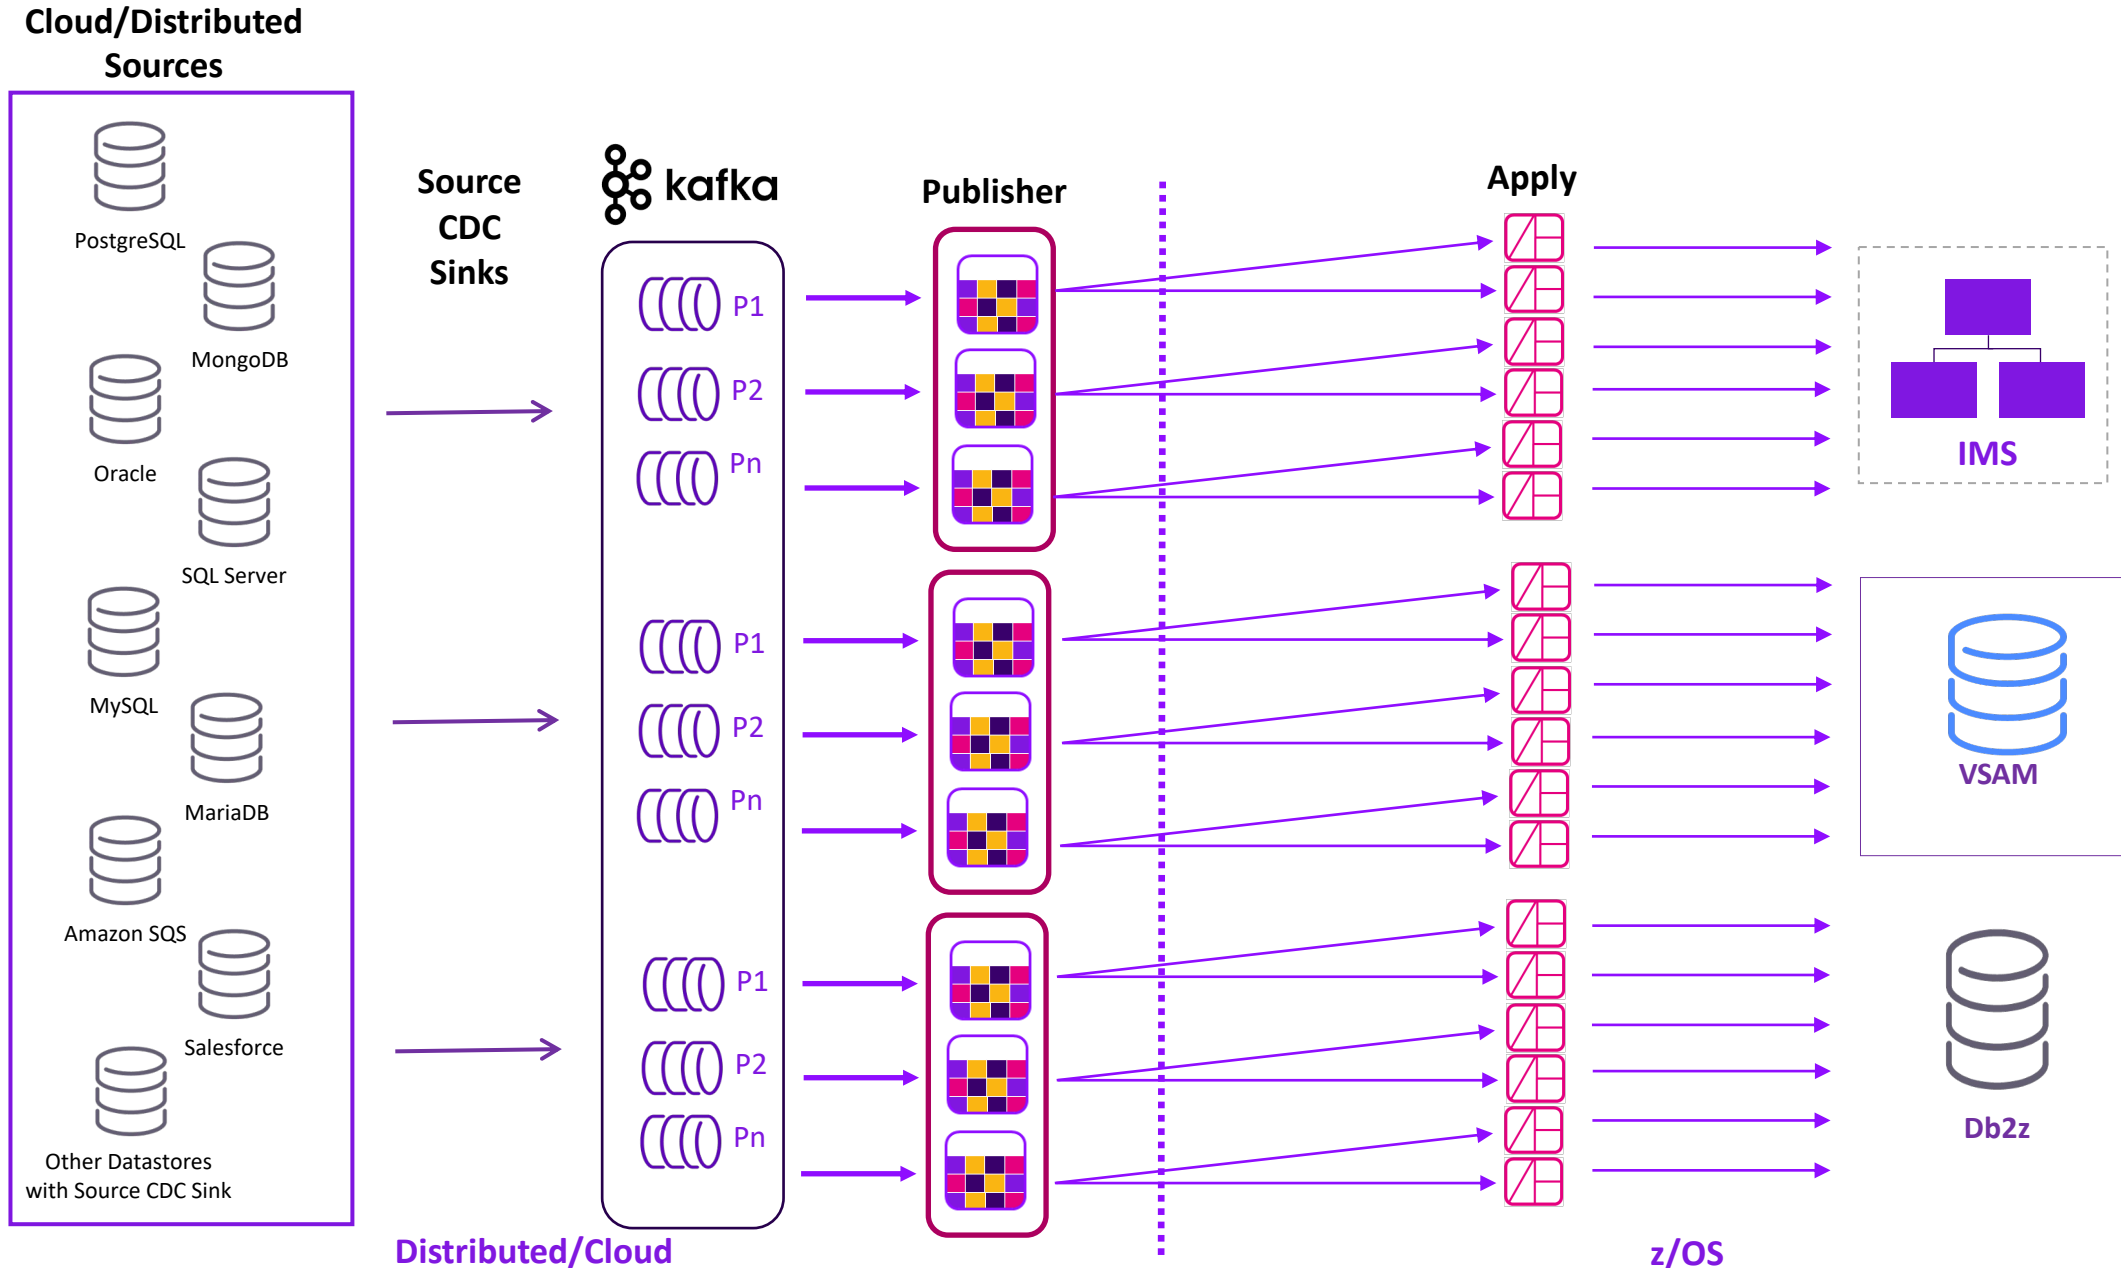 Cloud/Distributed
Sources
PostgreSQL
MongoDB
Oracle
SQL Server
MySQL
MariaDB
Amazon SQS
Salesforce
Other Datastores
with Source CDC Sink
Source
CDC
Sinks
kafka
P1
P2
Pn
P1
P2
Pn
P1
P2
Pn
Publisher
Apply
IMS
VSAM
Db2z
Distributed/Cloud
z/OS